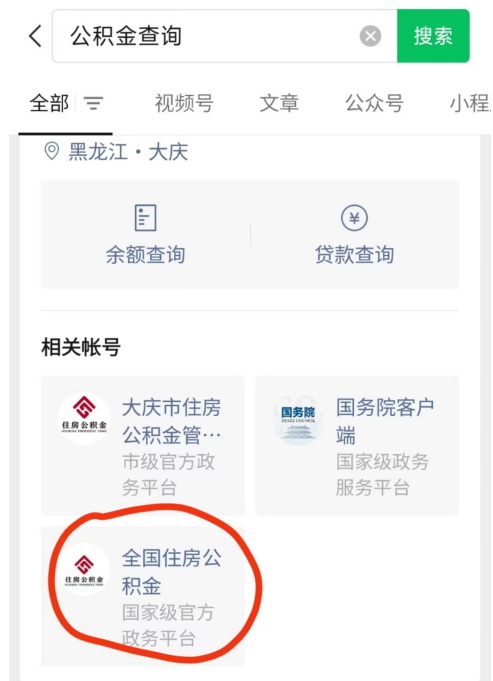 公积金查询
搜索
全部
视频号
文章
公众号
小程
黑龙江·大庆
余额查询
贷款查询
相关帐号
住房公积金
大庆市住房
公积金管…
市级官方政
务平台
国务院
国务院客户
端
国家级政务
服务平台
住房公积金
全国住房公
积金
国家级官方
政务平台